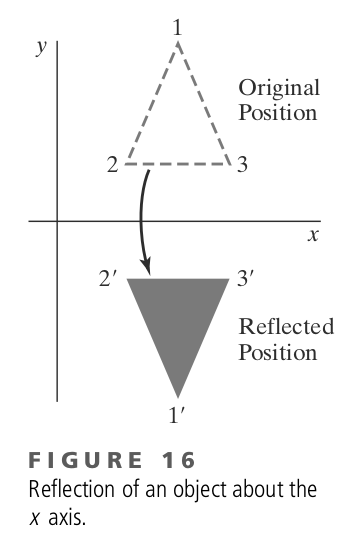 1
y
Original
Position
2
3
x
2′
3′
Reflected
Position
1′
FIGURE 16
Reflection of an object about the
x axis.